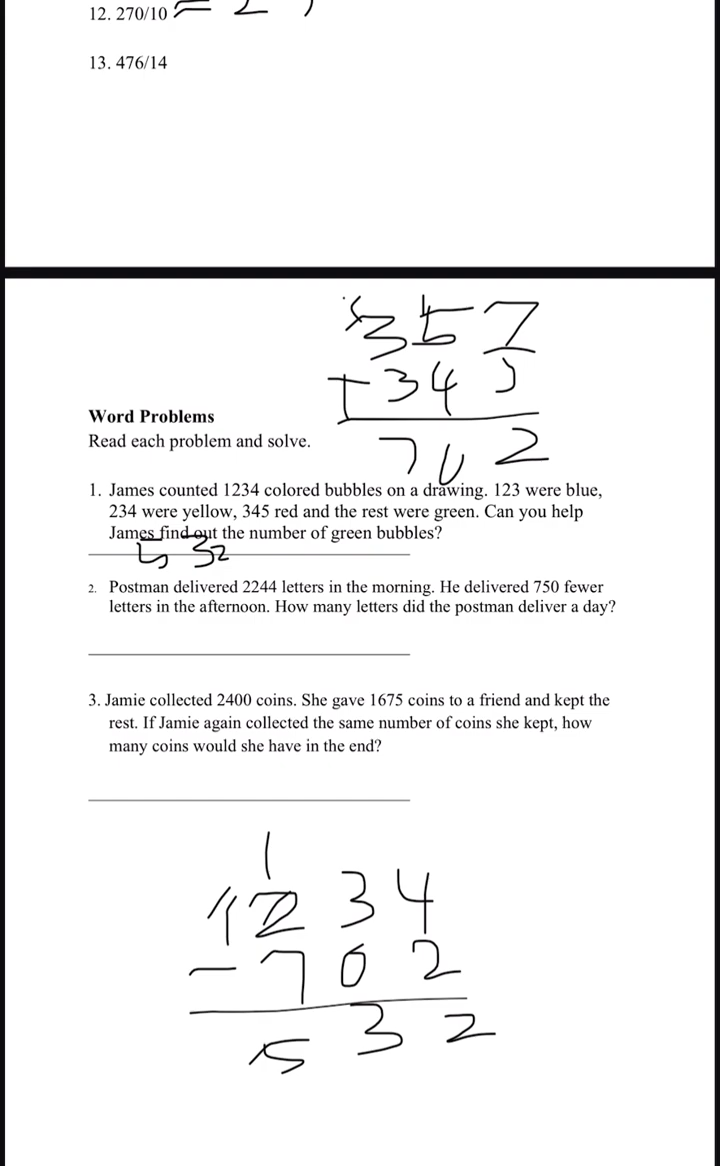 12. 270/10 = 2
13. 476/14
357
+ 345
702
Word Problems
Read each problem and solve.
1. James counted 1234 colored bubbles on a drawing. 123 were blue,
234 were yellow, 345 red and the rest were green. Can you help
James find out the number of green bubbles?
532
2. Postman delivered 2244 letters in the morning. He delivered 750 fewer
letters in the afternoon. How many letters did the postman deliver a day?
3. Jamie collected 2400 coins. She gave 1675 coins to a friend and kept the
rest. If Jamie again collected the same number of coins she kept, how
many coins would she have in the end?
1
1234
- 702
532